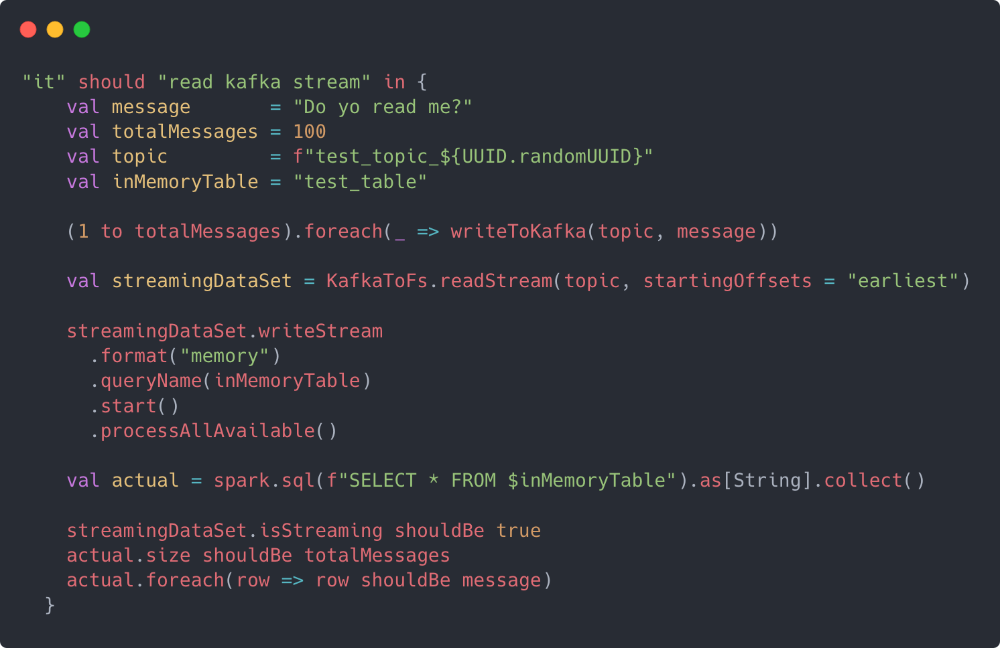 "it" should "read kafka stream" in {
    val message       = "Do yo read me?"
    val totalMessages = 100
    val topic         = f"test_topic_${UUID.randomUUID}"
    val inMemoryTable = "test_table"

    (1 to totalMessages).foreach(_ => writeToKafka(topic, message))

    val streamingDataSet = KafkaToFs.readStream(topic, startingOffsets = "earliest")

    streamingDataSet.writeStream
      .format("memory")
      .queryName(inMemoryTable)
      .start()
      .processAllAvailable()

    val actual = spark.sql(f"SELECT * FROM $inMemoryTable").as[String].collect()

    streamingDataSet.isStreaming shouldBe true
    actual.size shouldBe totalMessages
    actual.foreach(row => row shouldBe message)
  }